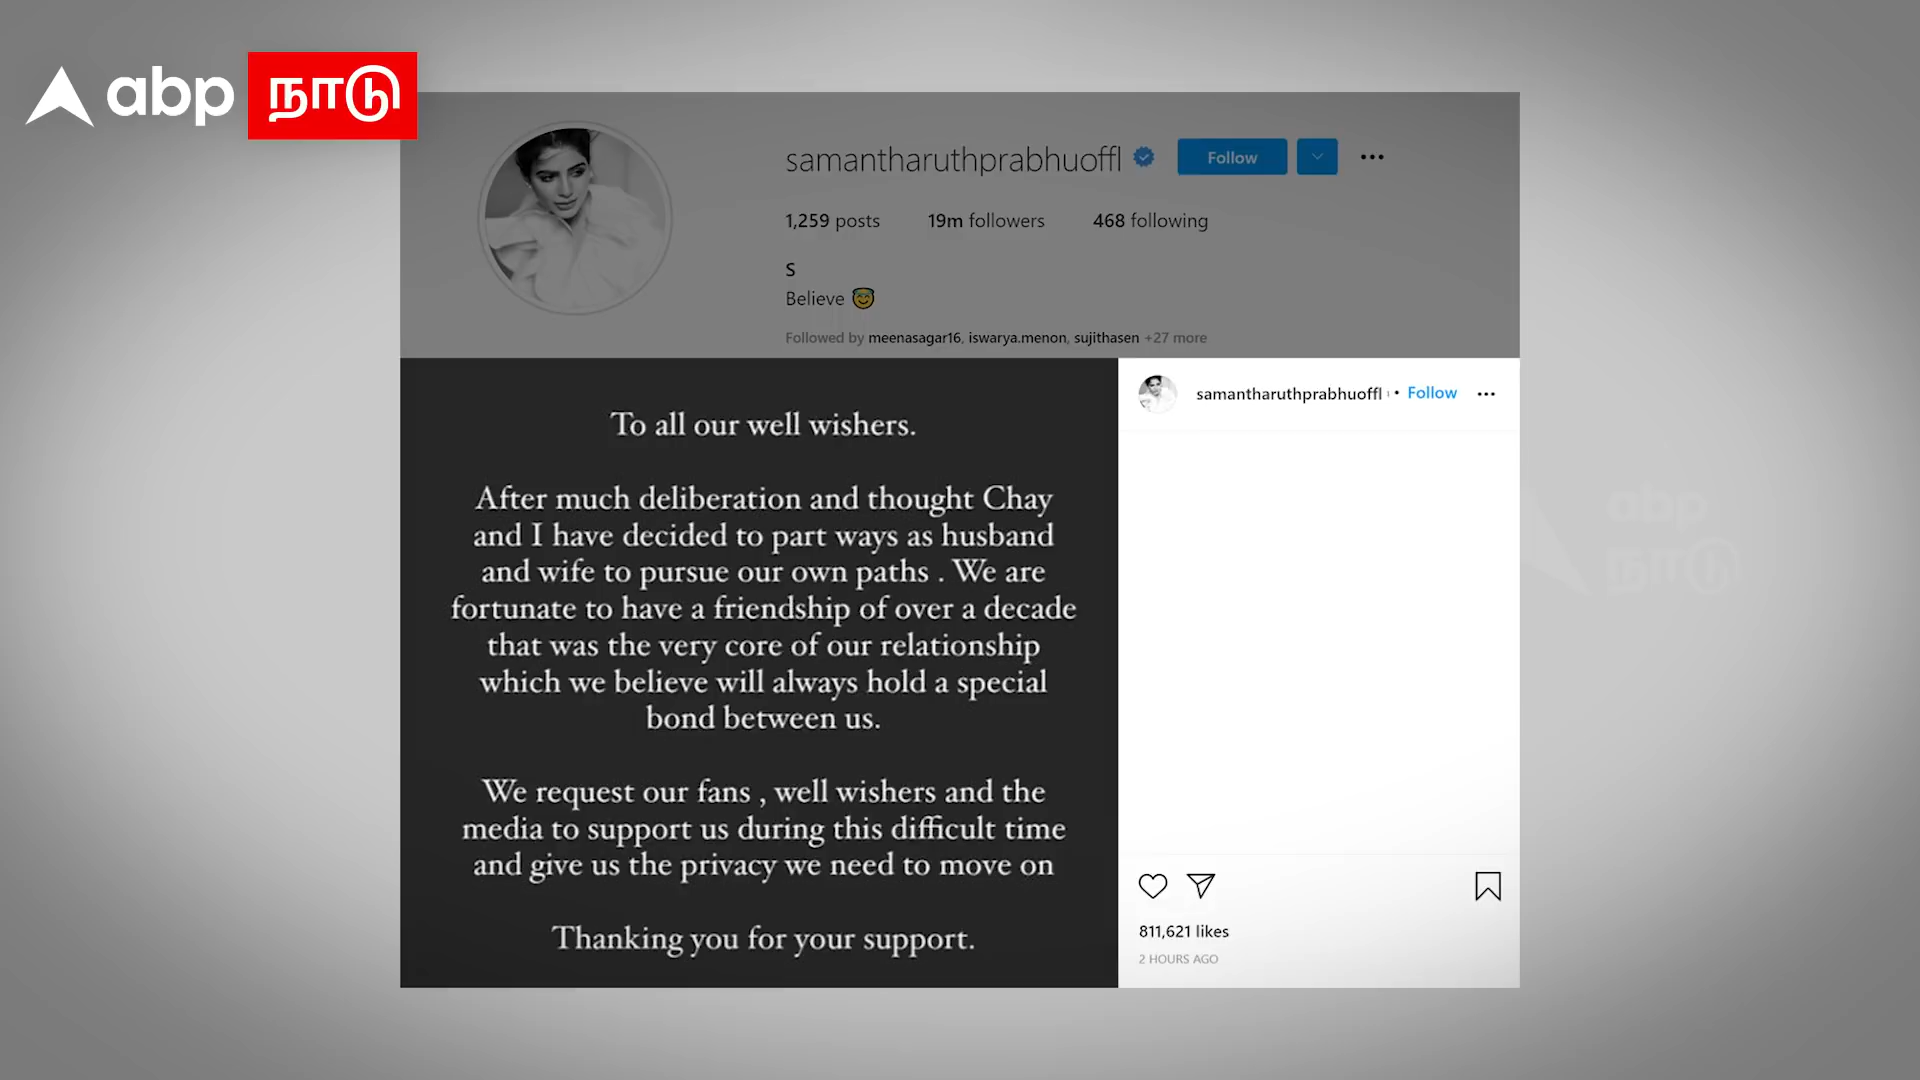 abp நாடு
samantharuthprabhuoffl Follow
1,259 posts 19m followers 468 following
S
Believe
Followed by meenasagar16, iswarya.menon, sujithasen +27 more
To all our well wishers.
After much deliberation and thought Chay
and I have decided to part ways as husband
and wife to pursue our own paths . We are
fortunate to have a friendship of over a decade
that was the very core of our relationship
which we believe will always hold a special
bond between us.
We request our fans , well wishers and the
media to support us during this difficult time
and give us the privacy we need to move on
Thanking you for your support.
samantharuthprabhuoffl • Follow
811,621 likes
2 HOURS AGO
abp
நாடு